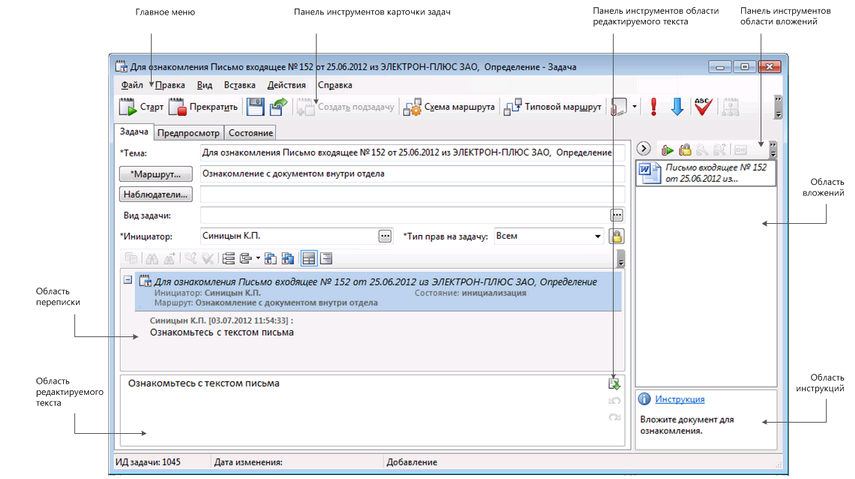 Главное меню
Панель инструментов карточки задач
Панель инструментов области
редактируемого текста
Панель инструментов
области вложений
Для ознакомления Письмо входящее № 152 от 25.06.2012 из ЭЛЕКТРОН-ПЛЮС ЗАО, Определение - Задача
Файл Правка Вид Вставка Действия Справка
Старт Прекратить Создать подзадачу Схема маршрута Типовой маршрут ABC
Задача Предпросмотр Состояние
*Тема: Для ознакомления Письмо входящее № 152 от 25.06.2012 из ЭЛЕКТРОН-ПЛЮС ЗАО, Определение
*Маршрут... Ознакомление с документом внутри отдела
Наблюдатели...
Вид задачи:
*Инициатор: Синицын К.П. *Тип прав на задачу: Всем
Письмо входящее № 152
от 25.06.2012 из...
Область
вложений
Для ознакомления Письмо входящее № 152 от 25.06.2012 из ЭЛЕКТРОН-ПЛЮС ЗАО, Определение
Инициатор: Синицын К.П. Состояние: инициализация
Маршрут: Ознакомление с документом внутри отдела
Область
переписки
Синицын К.П. [03.07.2012 11:54:33] :
Ознакомьтесь с текстом письма
Область
редактируемого
текста
Ознакомьтесь с текстом письма
Инструкция
Вложите документ для
ознакомления.
Область
инструкций
ИД задачи: 1045 Дата изменения: Добавление